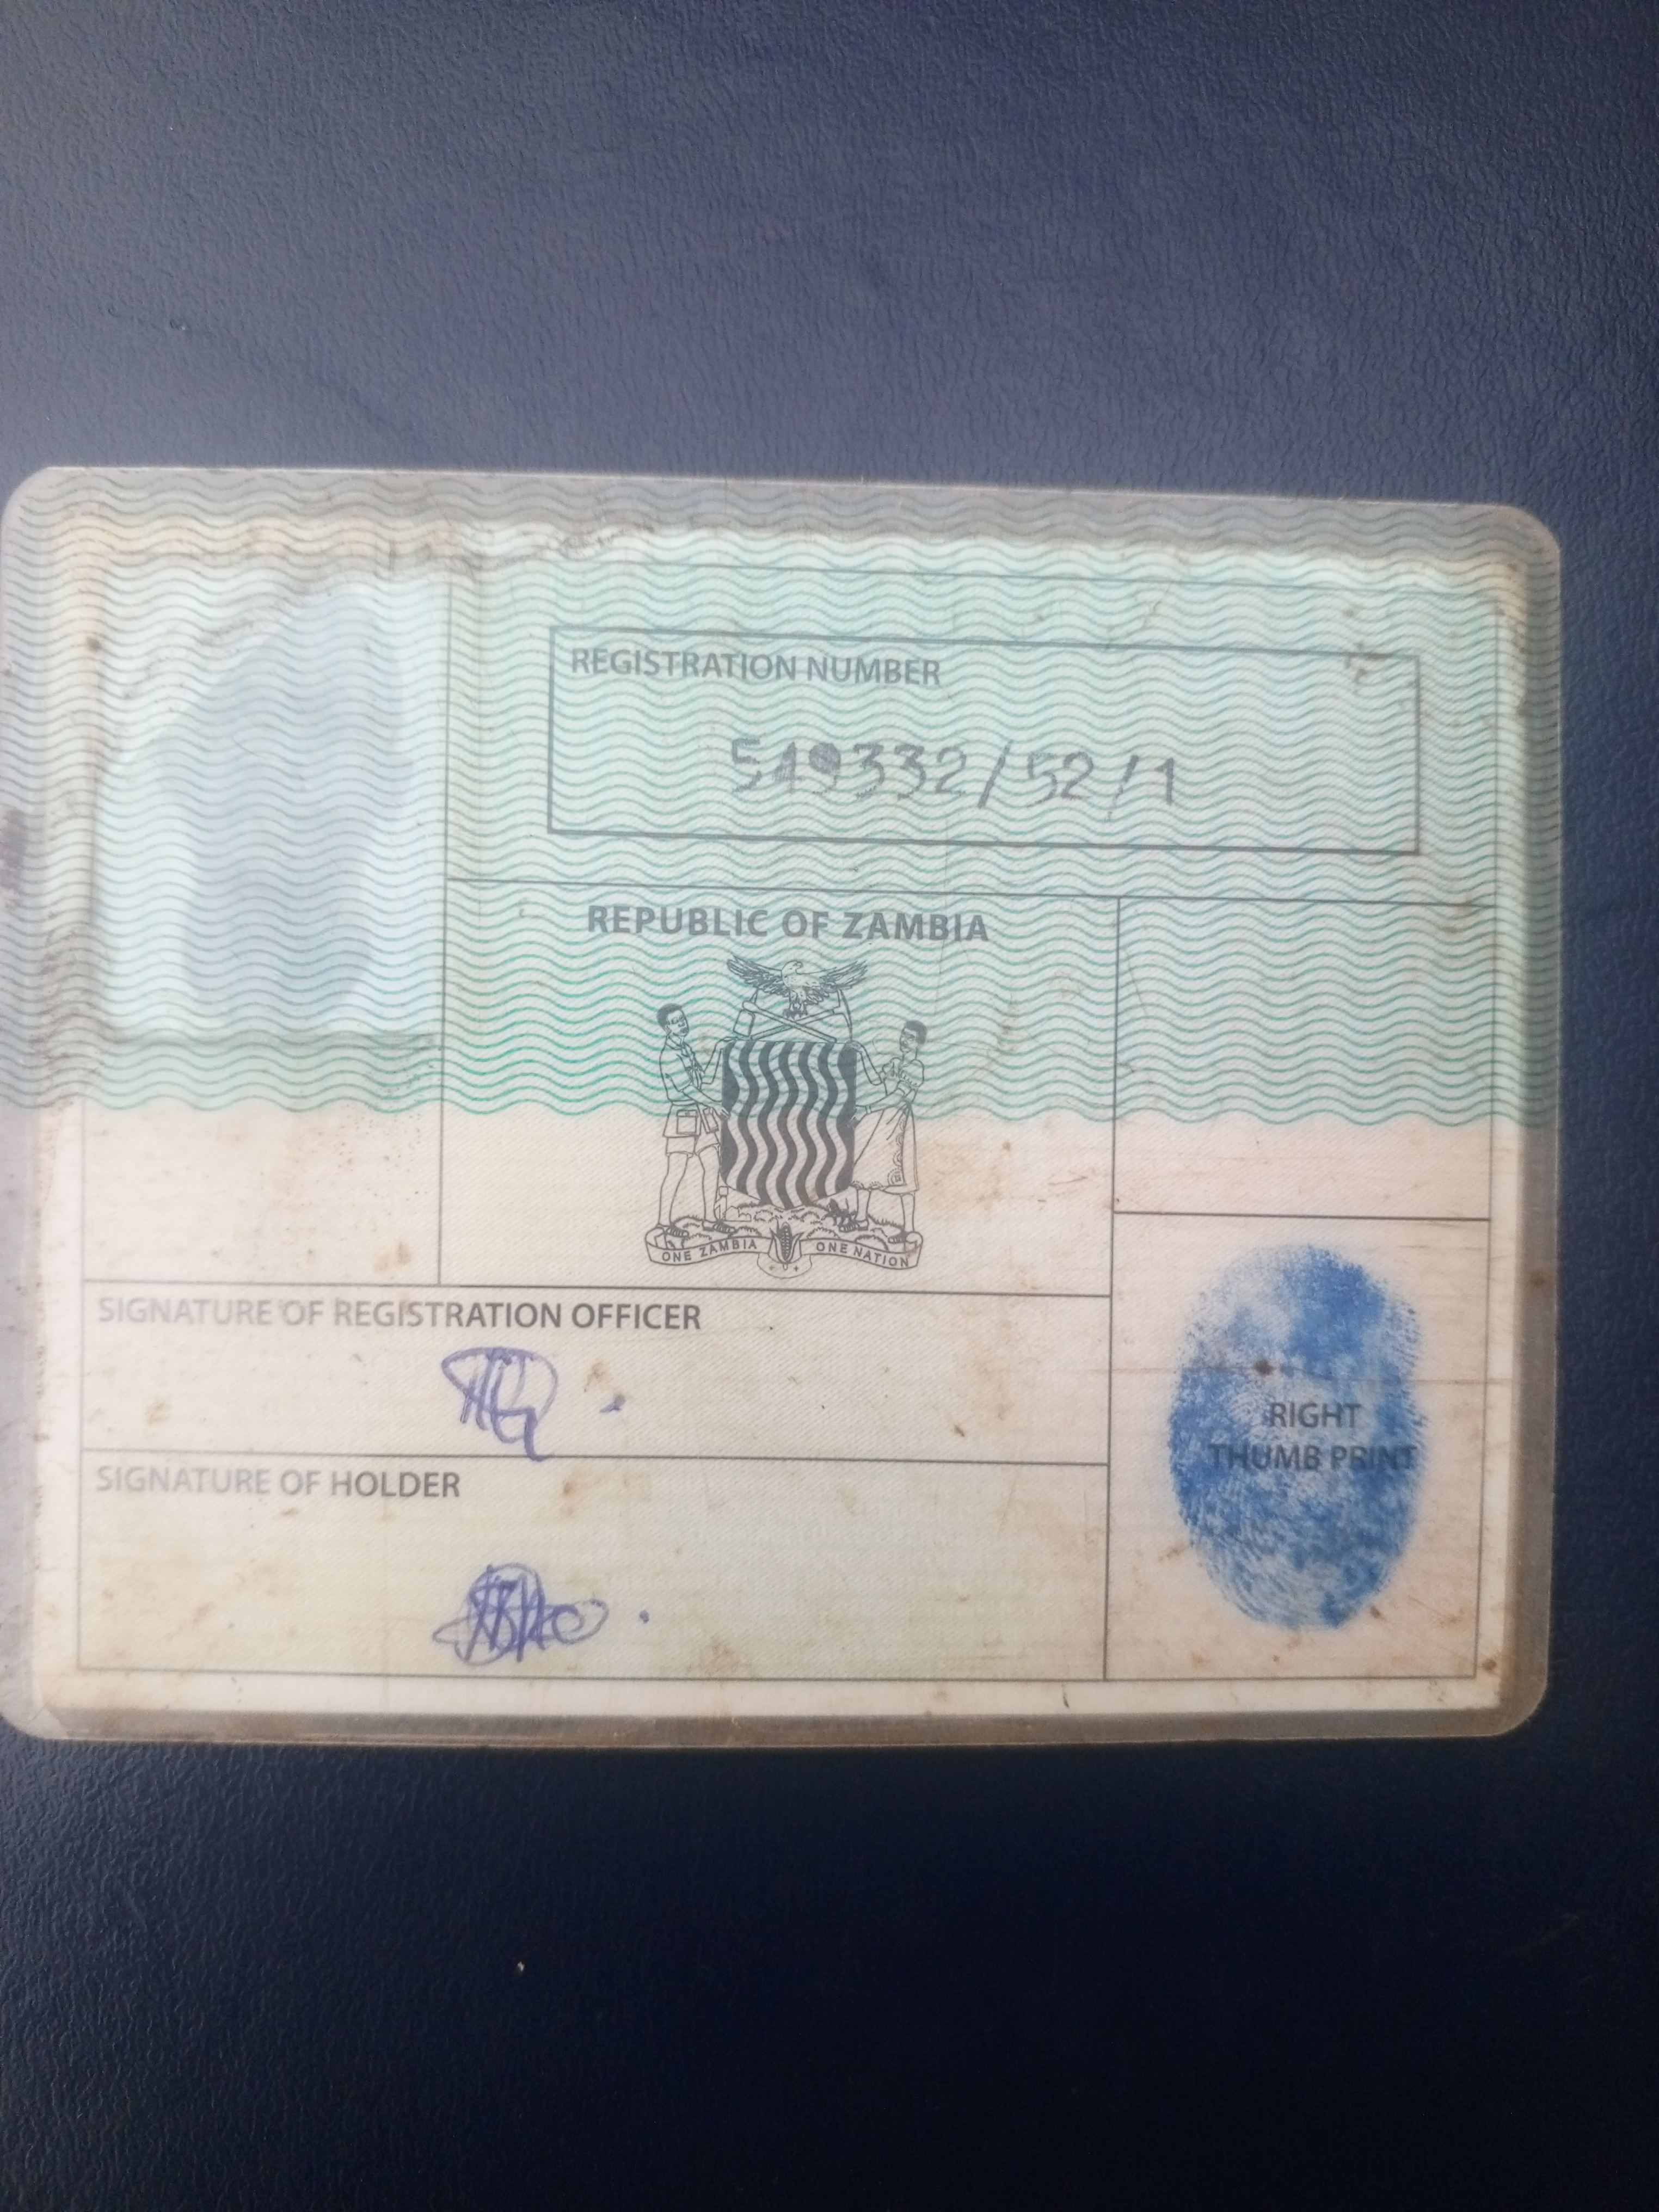 REGISTRATION NUMBER
549332/52/1
REPUBLIC OF ZAMBIA
ONE ZAMBIA ONE NATION
SIGNATURE OF REGISTRATION OFFICER
SIGNATURE OF HOLDER
RIGHT
THUMB PRINT